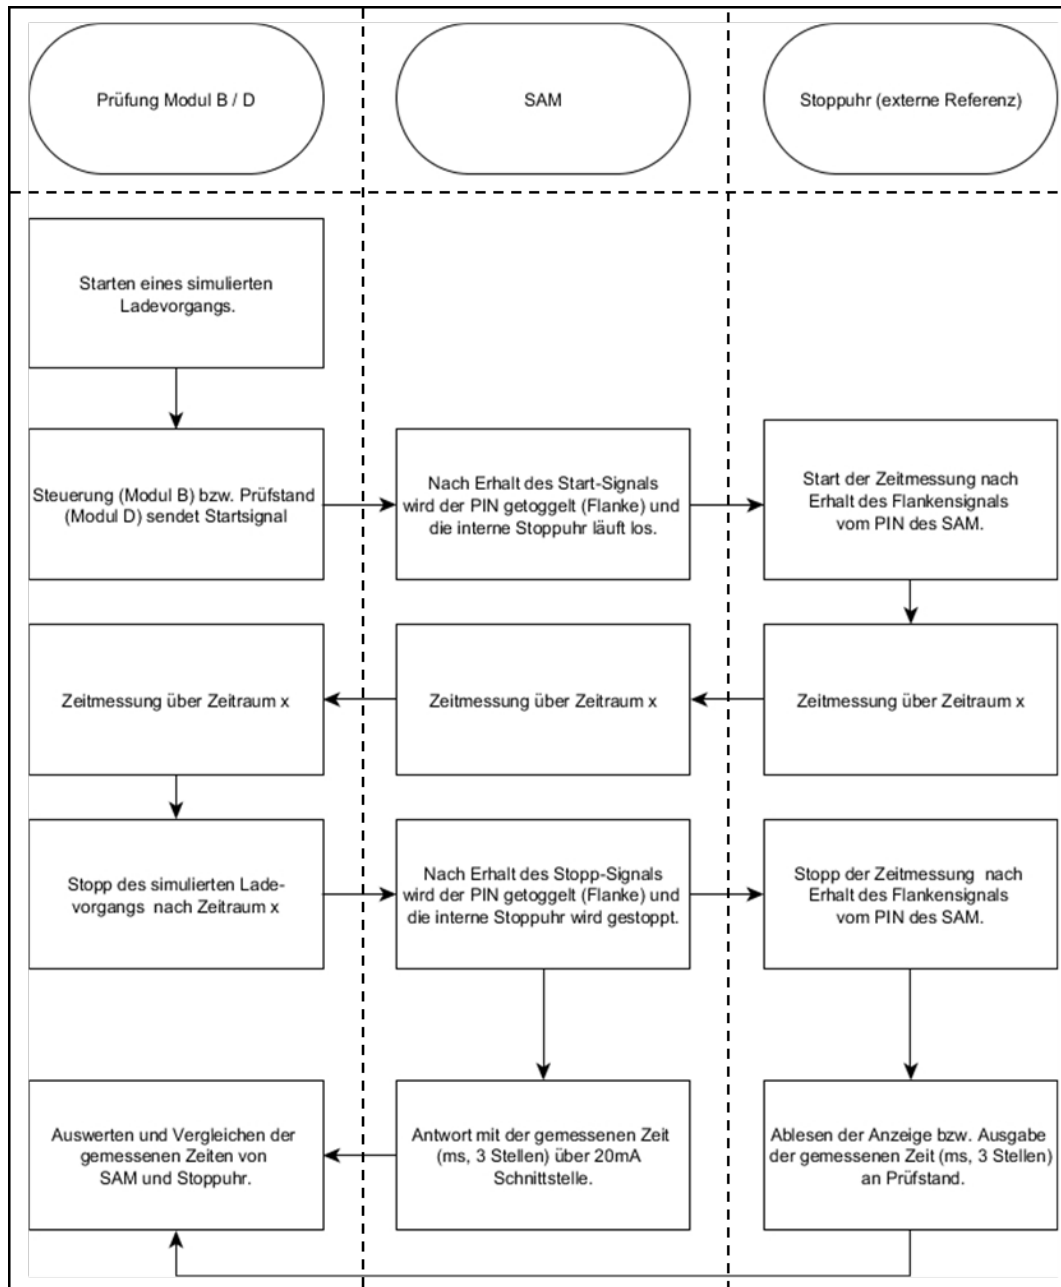 Prüfung Modul B / D
SAM
Stoppuhr (externe Referenz)
Starten eines simulierten
Ladevorgangs.
Steuerung (Modul B) bzw. Prüfstand
(Modul D) sendet Startsignal
Nach Erhalt des Start-Signals
wird der PIN getoggelt (Flanke) und
die interne Stoppuhr läuft los.
Start der Zeitmessung nach
Erhalt des Flankensignals
vom PIN des SAM.
Zeitmessung über Zeitraum x
Zeitmessung über Zeitraum x
Zeitmessung über Zeitraum x
Stopp des simulierten Lade-
vorgangs nach Zeitraum x
Nach Erhalt des Stopp-Signals
wird der PIN getoggelt (Flanke) und
die interne Stoppuhr wird gestoppt.
Stopp der Zeitmessung nach
Erhalt des Flankensignals
vom PIN des SAM.
Auswerten und Vergleichen der
gemessenen Zeiten von
SAM und Stoppuhr.
Antwort mit der gemessenen Zeit
(ms, 3 Stellen) über 20mA
Schnittstelle.
Ablesen der Anzeige bzw. Ausgabe
der gemessenen Zeit (ms, 3 Stellen)
an Prüfstand.